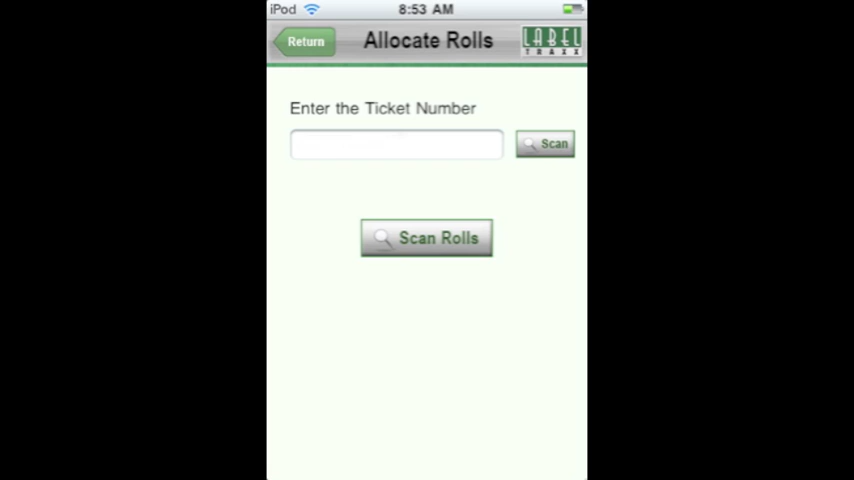 iPod 8:53 AM
Return Allocate Rolls LABEL TRAXX
Enter the Ticket Number
Scan
Scan Rolls